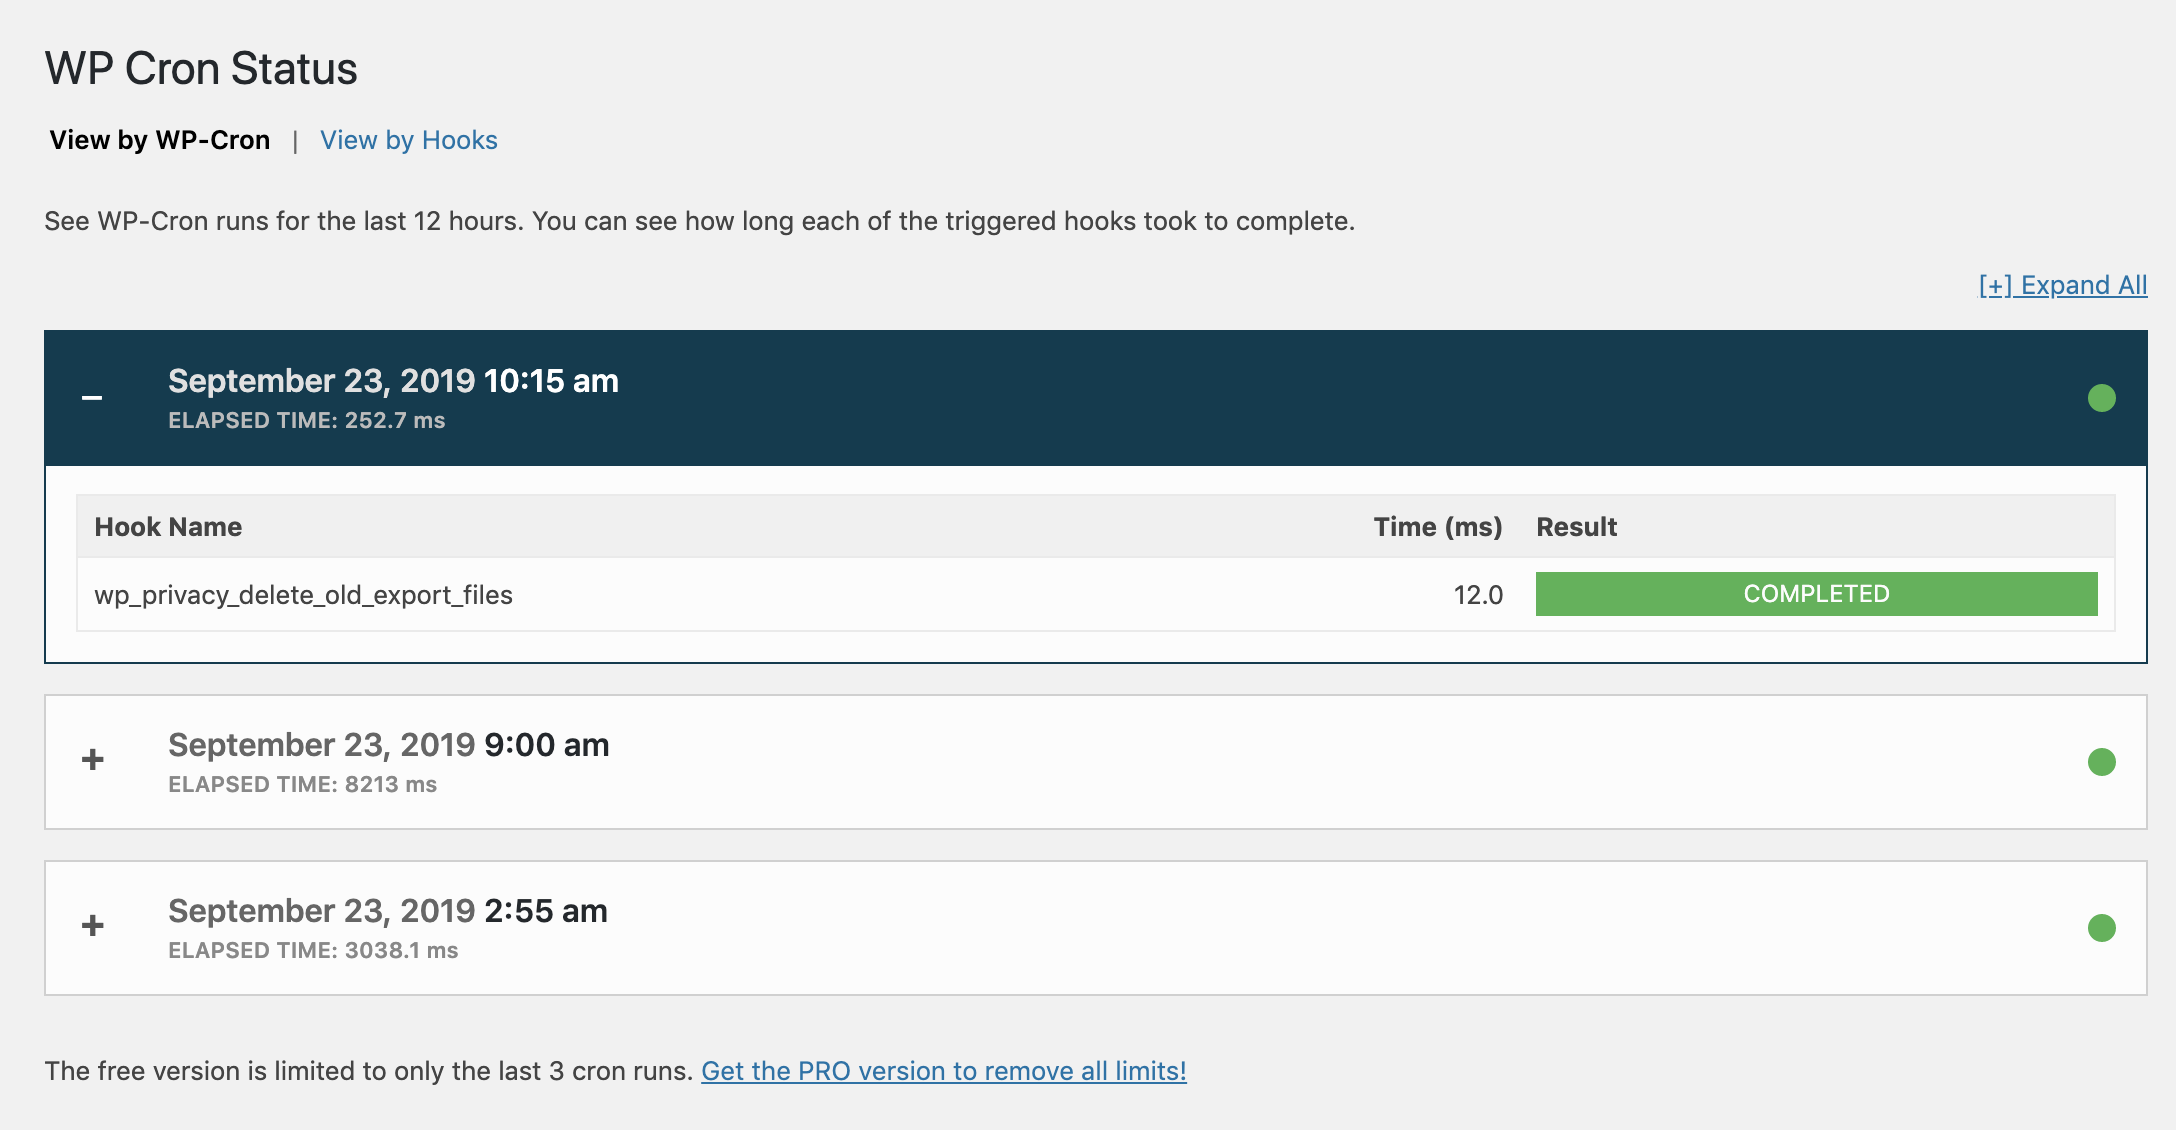 WP Cron Status
View by WP-Cron | View by Hooks
See WP-Cron runs for the last 12 hours. You can see how long each of the triggered hooks took to complete.
[+] Expand All
September 23, 2019 10:15 am
ELAPSED TIME: 252.7 ms
Hook Name Time (ms) Result
wp_privacy_delete_old_export_files 12.0 COMPLETED
September 23, 2019 9:00 am
ELAPSED TIME: 8213 ms
September 23, 2019 2:55 am
ELAPSED TIME: 3038.1 ms
The free version is limited to only the last 3 cron runs. Get the PRO version to remove all limits!